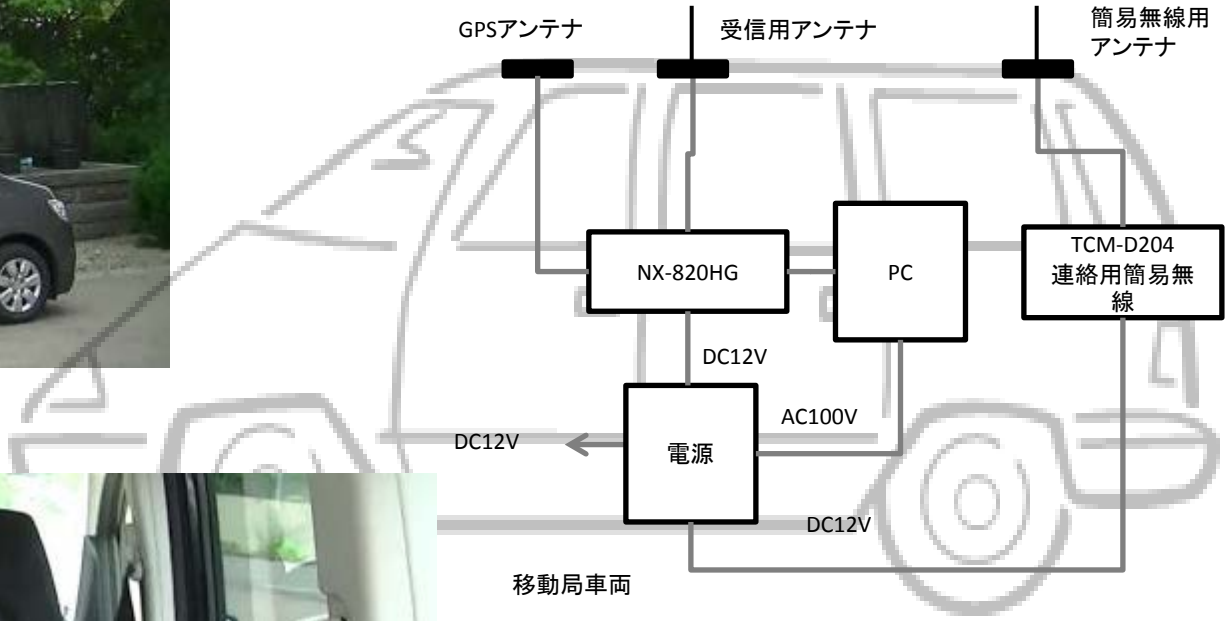 GPSアンテナ
受信用アンテナ
簡易無線用
アンテナ
NX-820HG
PC
TCM-D204
連絡用簡易無
線
DC12V
AC100V
DC12V
電源
DC12V
移動局車両